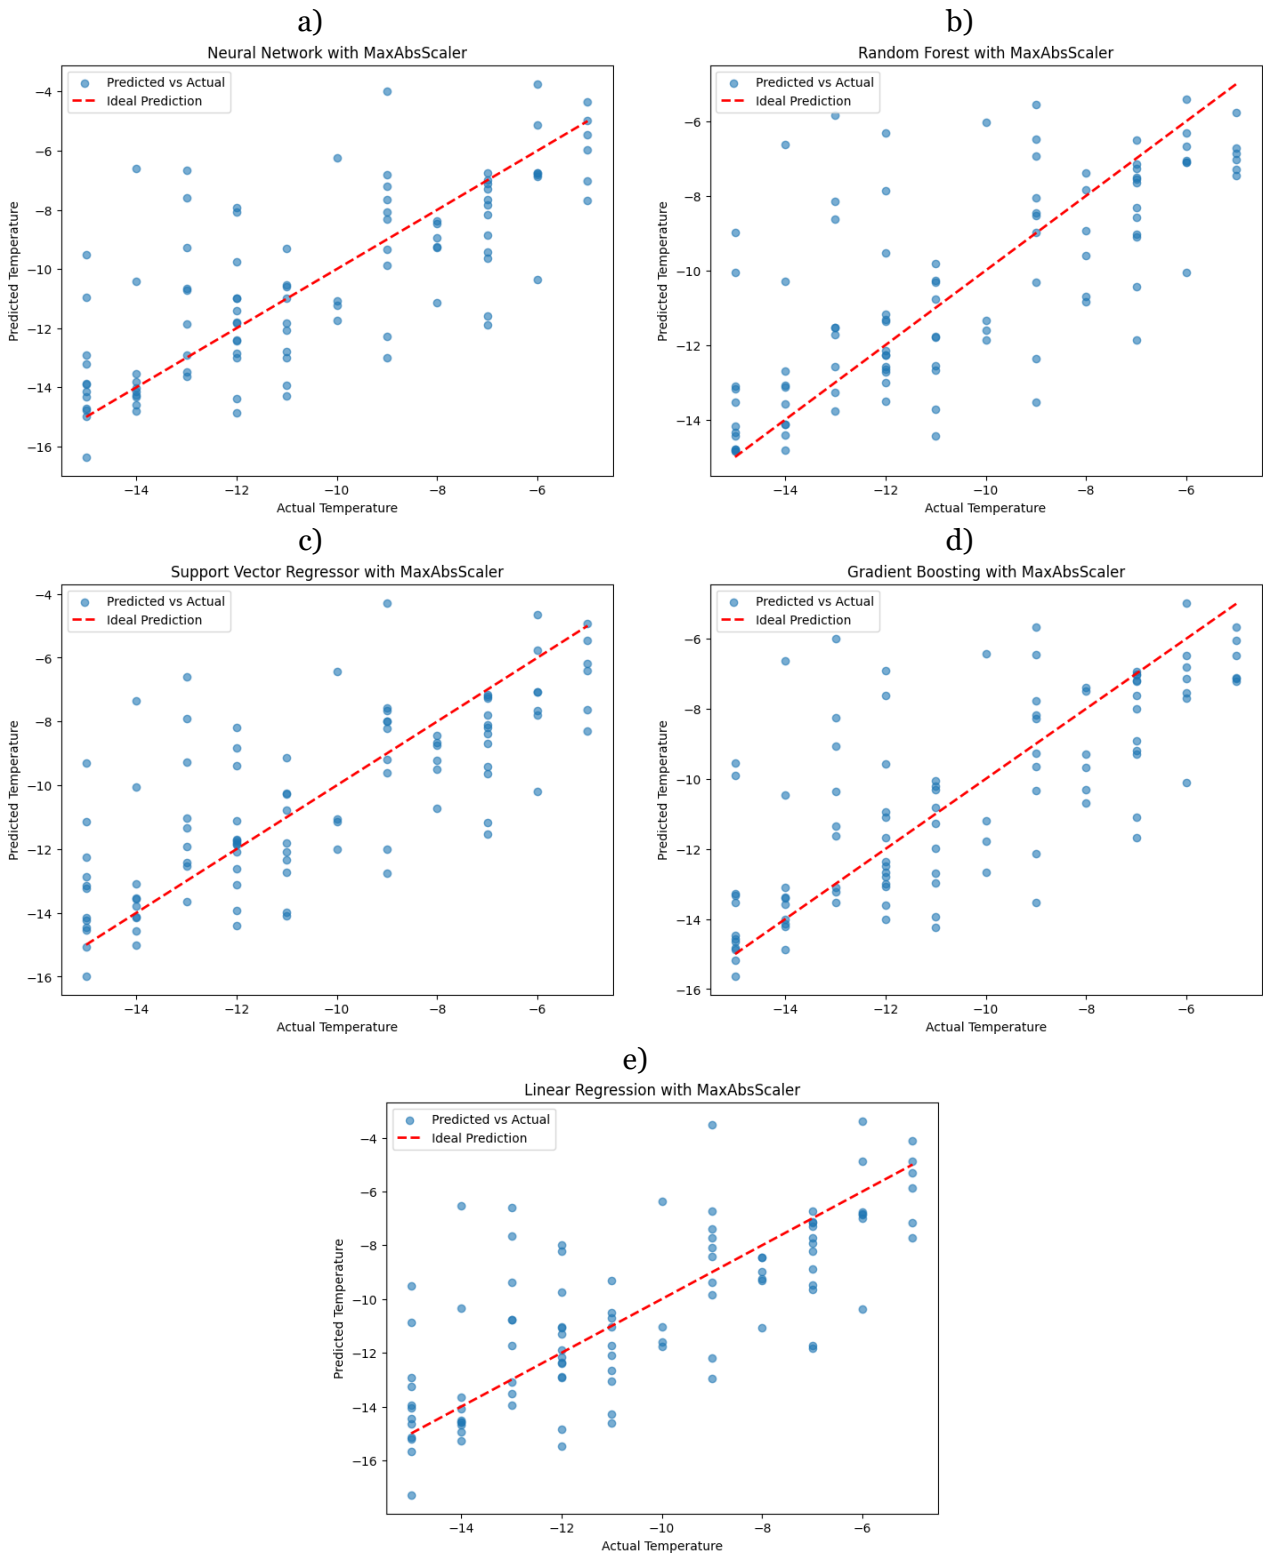 a)
Neural Network with MaxAbsScaler
Predicted vs Actual
Ideal Prediction
−4
−6
−8
−10
−12
−14
−16
Predicted Temperature
−14
−12
−10
−8
−6
Actual Temperature
b)
Random Forest with MaxAbsScaler
Predicted vs Actual
Ideal Prediction
−6
−8
−10
−12
−14
Predicted Temperature
−14
−12
−10
−8
−6
Actual Temperature
c)
Support Vector Regressor with MaxAbsScaler
Predicted vs Actual
Ideal Prediction
−4
−6
−8
−10
−12
−14
−16
Predicted Temperature
−14
−12
−10
−8
−6
Actual Temperature
d)
Gradient Boosting with MaxAbsScaler
Predicted vs Actual
Ideal Prediction
−6
−8
−10
−12
−14
−16
Predicted Temperature
−14
−12
−10
−8
−6
Actual Temperature
e)
Linear Regression with MaxAbsScaler
Predicted vs Actual
Ideal Prediction
−4
−6
−8
−10
−12
−14
−16
Predicted Temperature
−14
−12
−10
−8
−6
Actual Temperature